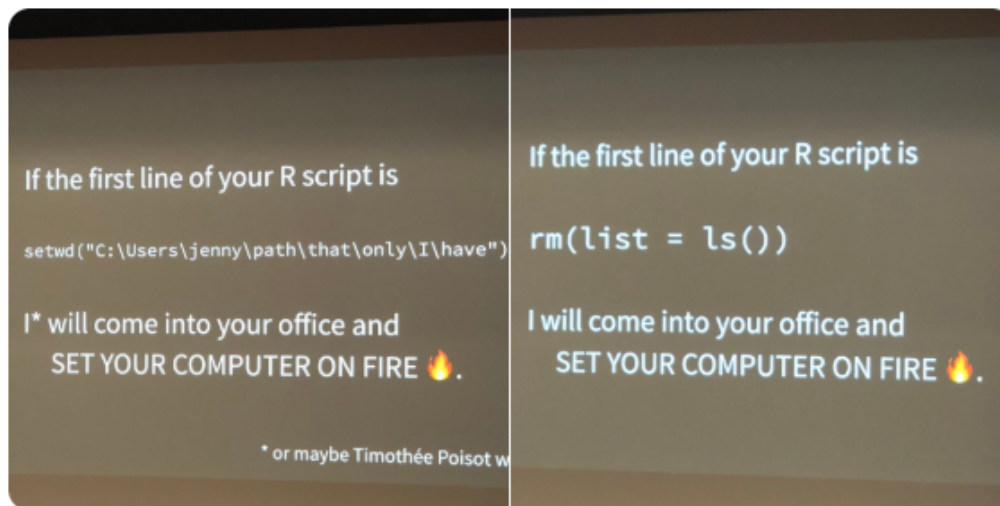 If the first line of your R script is
setwd("C:\Users\jenny\path\that\only\I\have")
I* will come into your office and
SET YOUR COMPUTER ON FIRE 🔥.
* or maybe Timothée Poisot w
If the first line of your R script is
rm(list = ls())
I will come into your office and
SET YOUR COMPUTER ON FIRE 🔥.